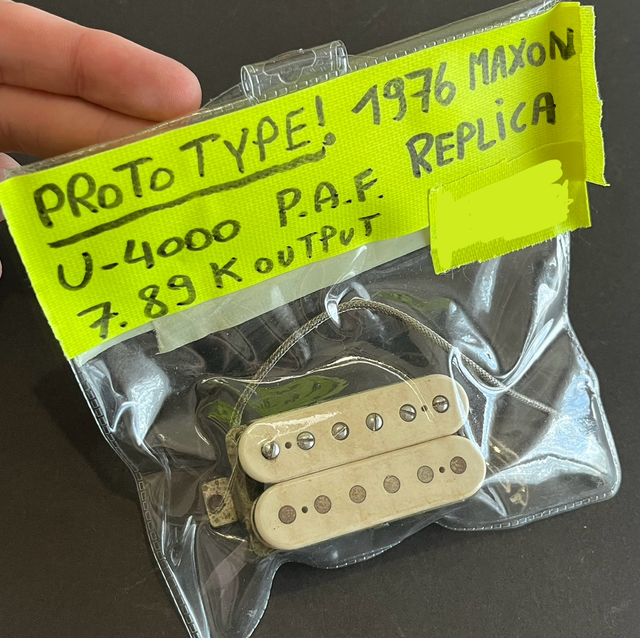 PROTOTYPE! 1976 MAXON
U-4000 P.A.F. REPLICA
7.89 K OUTPUT